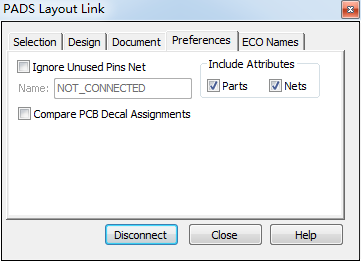 PADS Layout Link
Selection Design Document Preferences ECO Names
Ignore Unused Pins Net
Include Attributes
Name: NOT_CONNECTED
Parts Nets
Compare PCB Decal Assignments
Disconnect Close Help